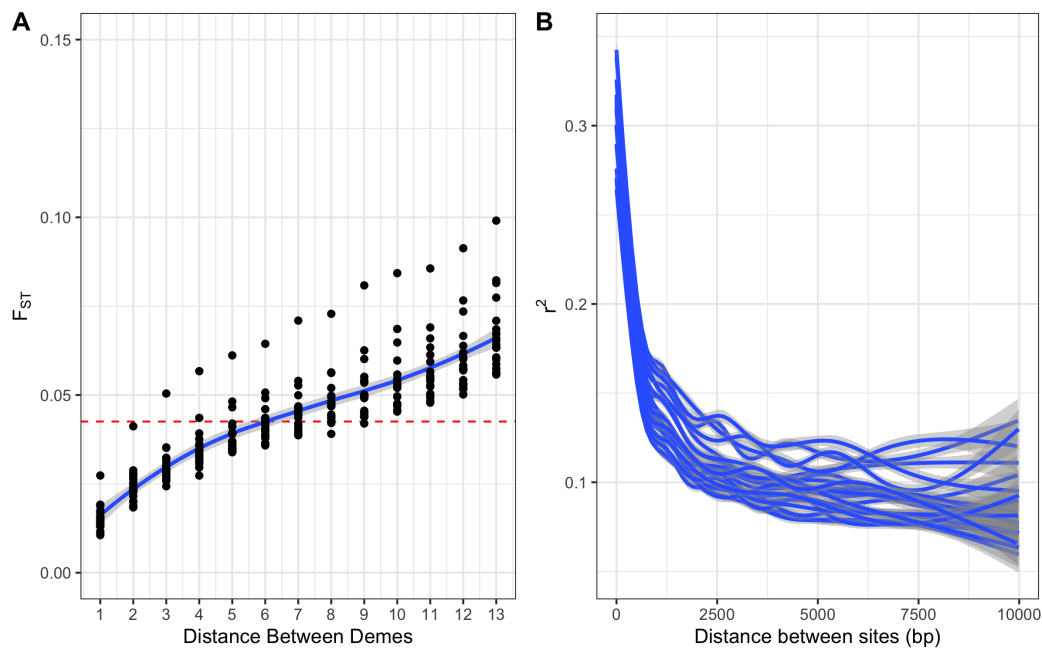 A
0.15
0.10
0.05
0.00
F_ST
1 2 3 4 5 6 7 8 9 10 11 12 13
Distance Between Demes
B
0.3
0.2
0.1
r²
0 2500 5000 7500 10000
Distance between sites (bp)